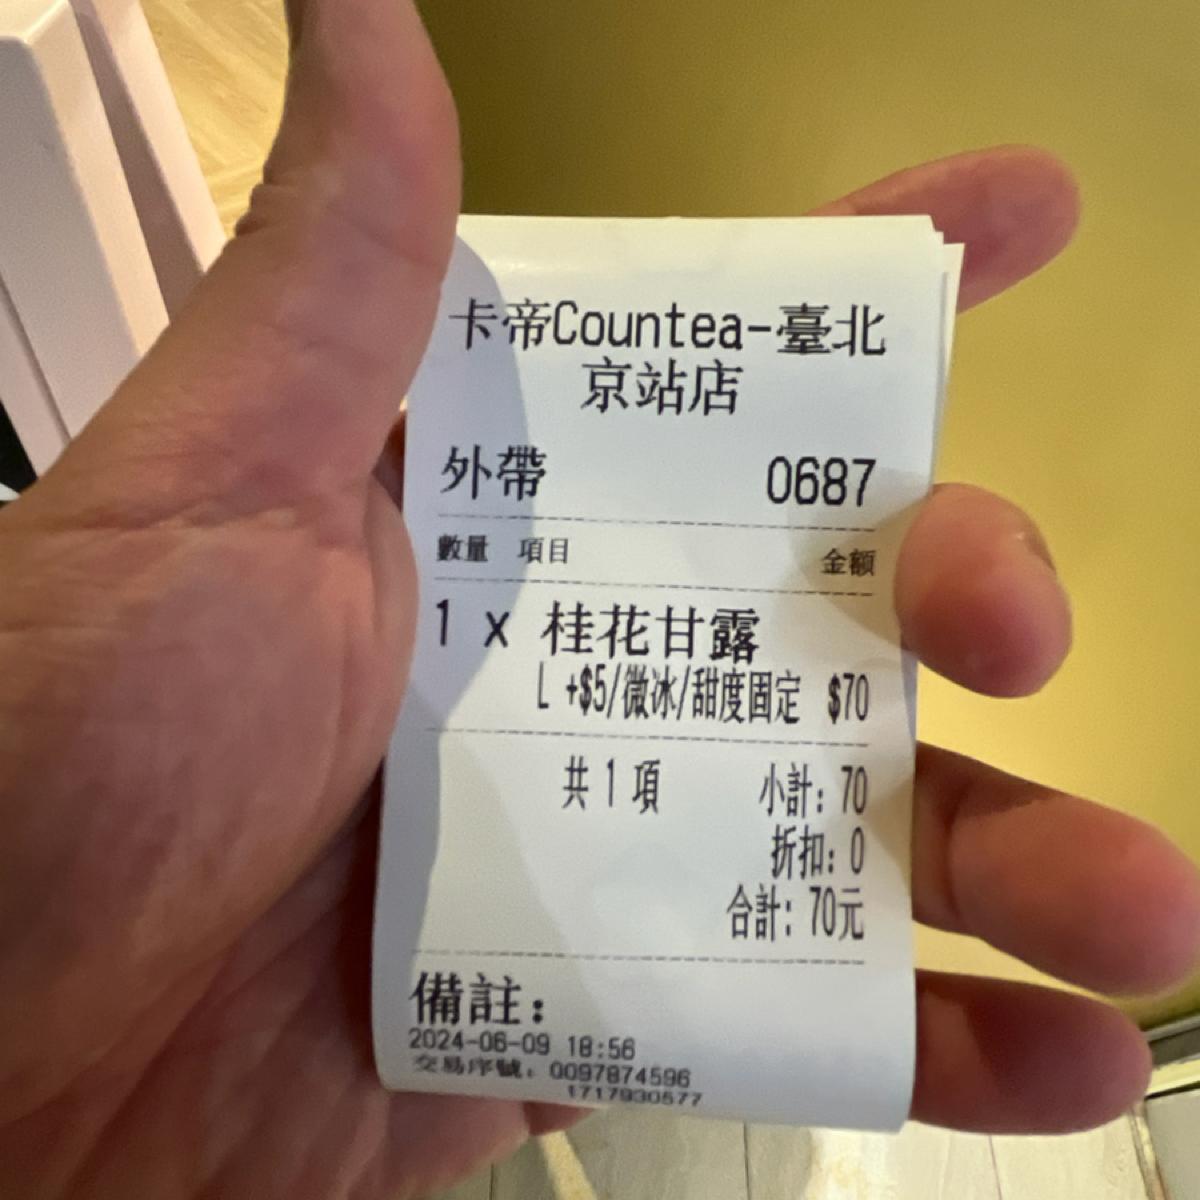 卡帝Countea-臺北
京站店
外帶 0687
數量 項目 金額
1 x 桂花甘露
L +$5/微冰/甜度固定 $70
共 1 項 小計: 70
折扣: 0
合計: 70元
備註:
2024-06-09 18:56
交易序號: 0097874596
1717930577